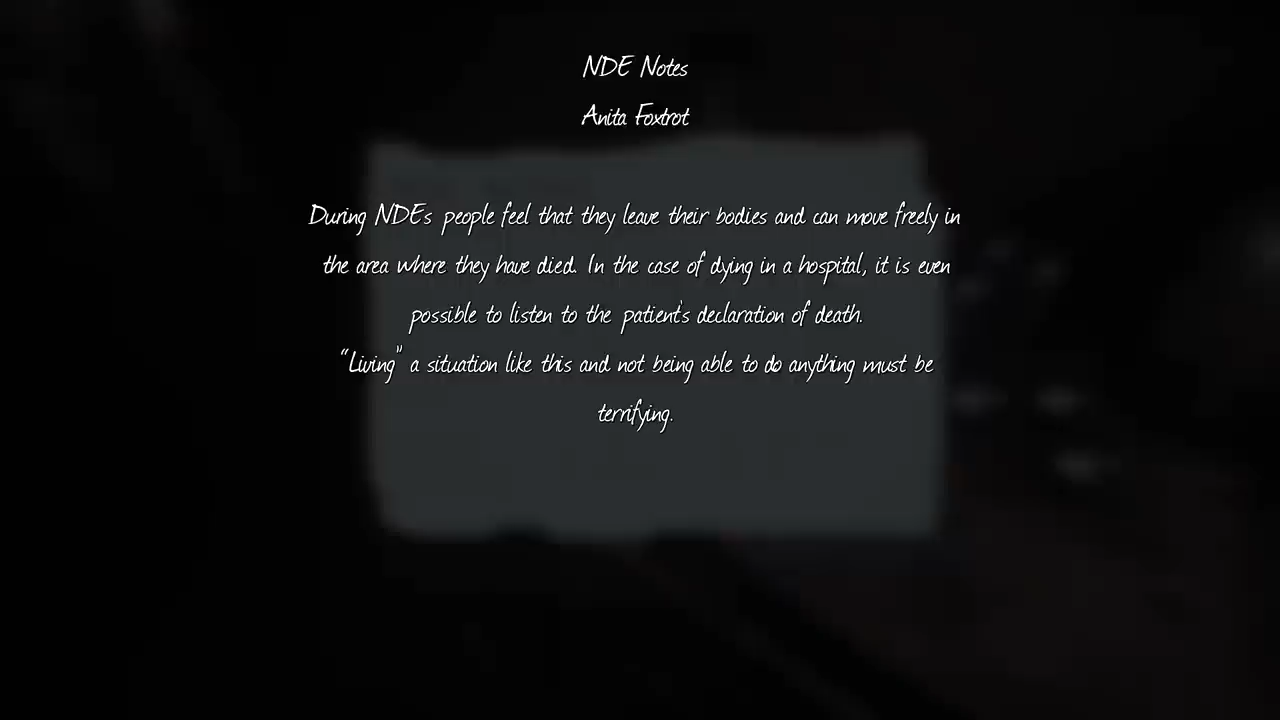 NDE Notes
Anita Foxtrot
During NDEs people feel that they leave their bodies and can move freely in
the area where they have died. In the case of dying in a hospital, it is even
possible to listen to the patient's declaration of death.
“Living” a situation like this and not being able to do anything must be
terrifying.